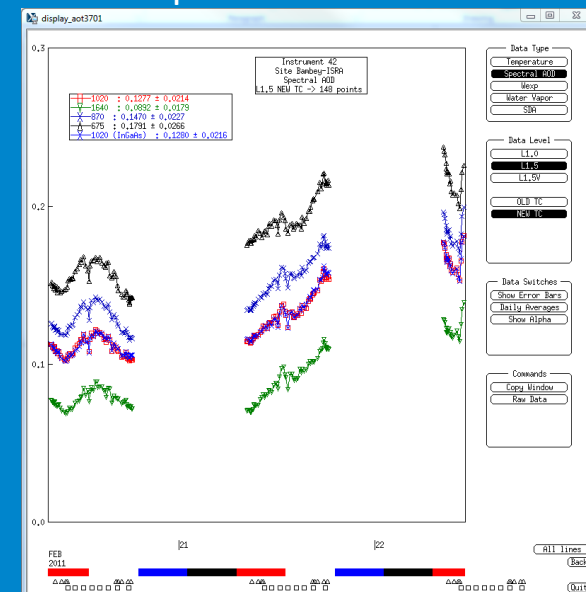 display_aot3701
Instrument 42
Site Bambey-ISRA
Spectral AOD
L1.5 NEW TC -> 148 points
1020 : 0.1277 ± 0.0214
1640 : 0.0892 ± 0.0179
870 : 0.1470 ± 0.0227
675 : 0.1791 ± 0.0266
1020 (InGaAs) : 0.1280 ± 0.0216
0.3
0.2
0.1
0.0
|21
|22
FEB
2011
Data Type
Temperature
Spectral AOD
Wexp
Water Vapor
SDA
Data Level
L1.0
L1.5
L1.5V
OLD TC
NEW TC
Data Switches
Show Error Bars
Daily Averages
Show Alpha
Commands
Copy Window
Raw Data
All lines
Back
Quit